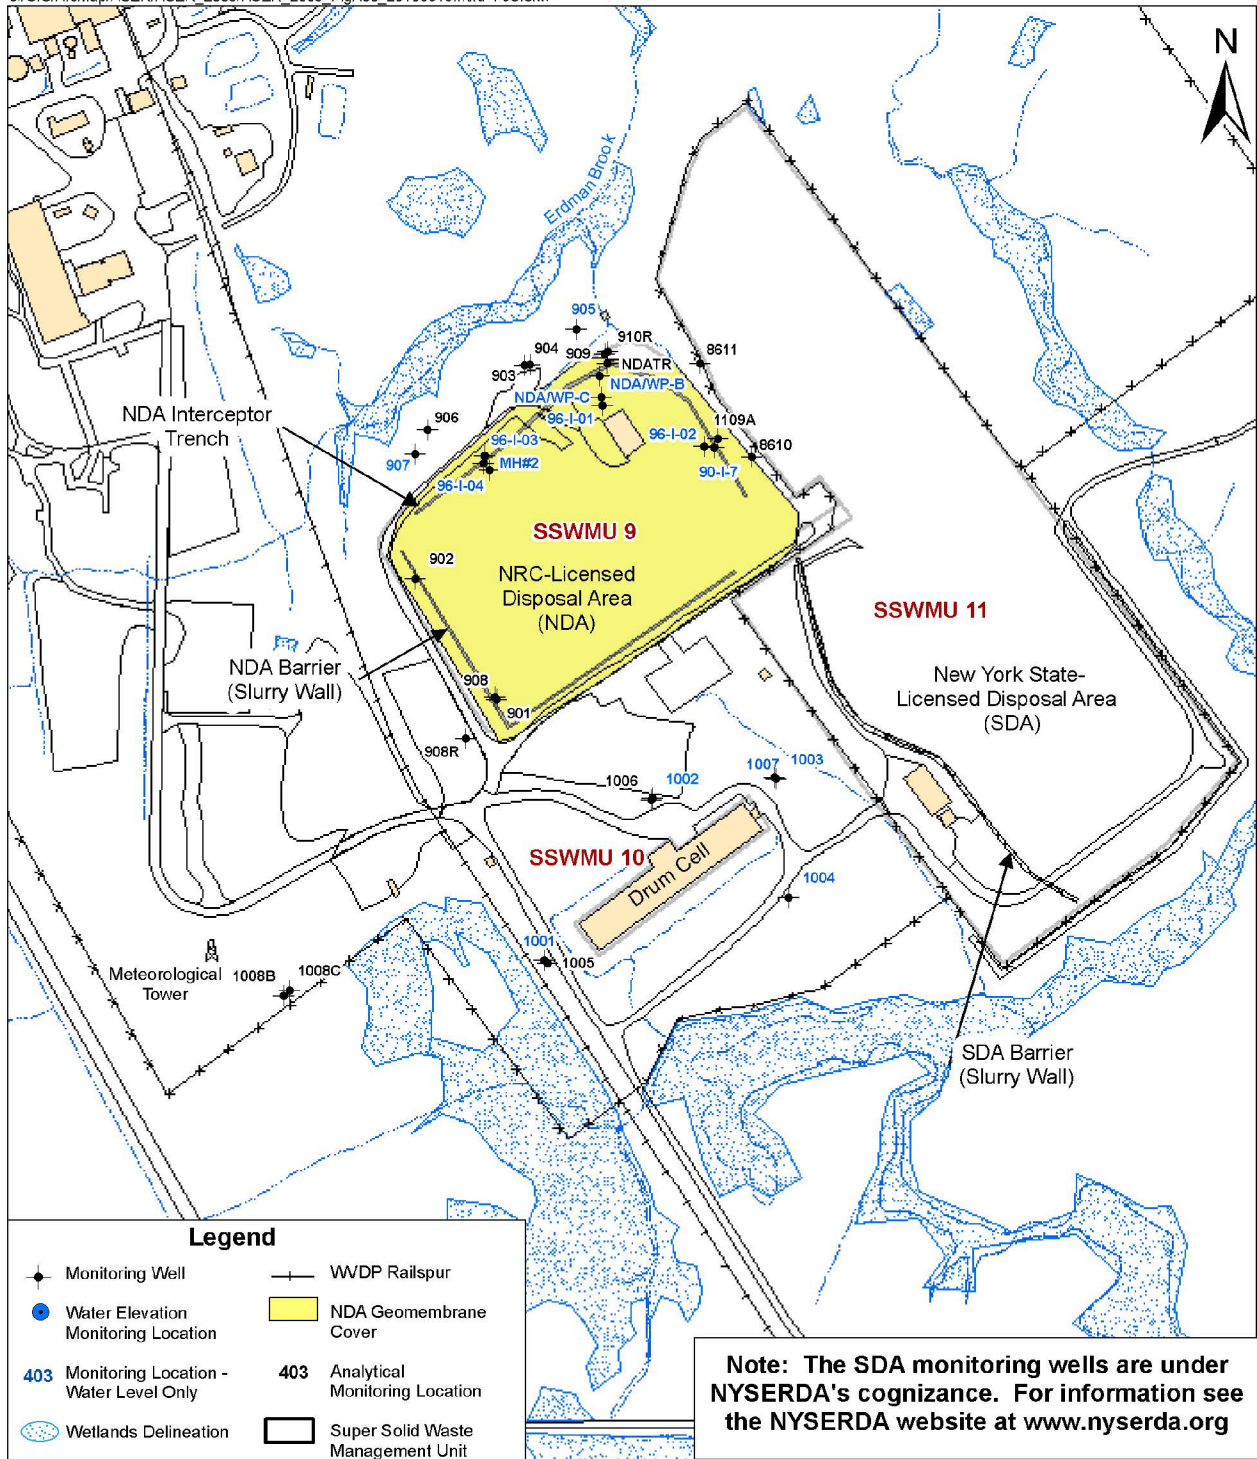 N
Erdman Brook
905
910R
904
909
8611
NDATR
903
NDA/WP-B
NDA/WP-C
NDA Interceptor
Trench
96-I-01
906
1109A
96-I-03
96-I-02
8610
907
MH#2
90-I-7
96-I-04
SSWMU 9
902
NRC-Licensed
Disposal Area
(NDA)
SSWMU 11
NDA Barrier
(Slurry Wall)
New York State-
Licensed Disposal Area
(SDA)
908
901
908R
1006
1002
1007
1003
SSWMU 10
Drum Cell
1004
1001
1005
Meteorological
Tower
1008B
1008C
SDA Barrier
(Slurry Wall)
Legend
Monitoring Well
WVDP Railspur
Water Elevation
Monitoring Location
NDA Geomembrane
Cover
403
Monitoring Location -
Water Level Only
403
Analytical
Monitoring Location
Wetlands Delineation
Super Solid Waste
Management Unit
Note: The SDA monitoring wells are under
NYSERDA's cognizance. For information see
the NYSERDA website at www.nyserda.org